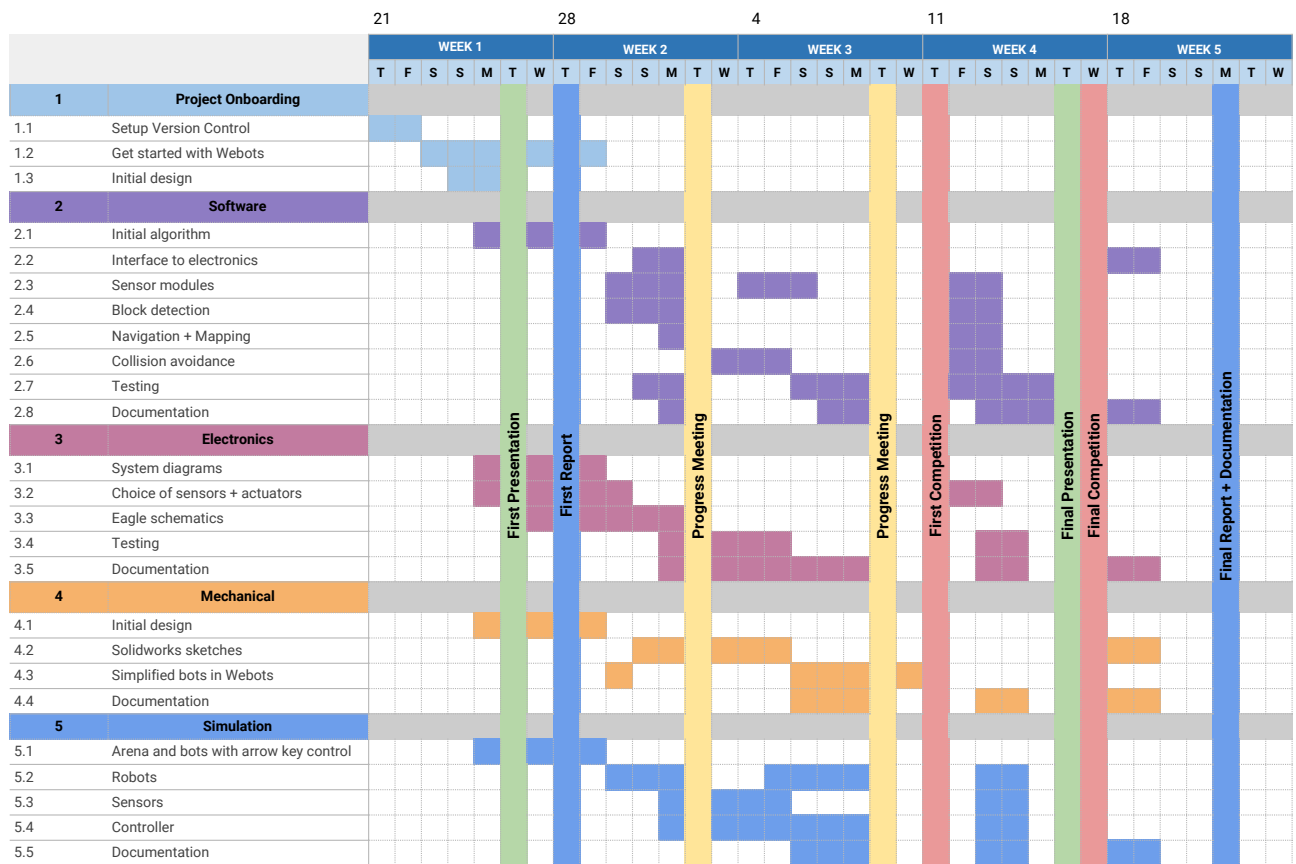 21 28 4 11 18
WEEK 1 WEEK 2 WEEK 3 WEEK 4 WEEK 5
T F S S M T W T F S S M T W T F S S M T W T F S S M T W T F S S M T W
1 Project Onboarding
1.1 Setup Version Control
1.2 Get started with Webots
1.3 Initial design
2 Software
2.1 Initial algorithm
2.2 Interface to electronics
2.3 Sensor modules
2.4 Block detection
2.5 Navigation + Mapping
2.6 Collision avoidance
2.7 Testing
2.8 Documentation
3 Electronics
3.1 System diagrams
3.2 Choice of sensors + actuators
3.3 Eagle schematics
3.4 Testing
3.5 Documentation
4 Mechanical
4.1 Initial design
4.2 Solidworks sketches
4.3 Simplified bots in Webots
4.4 Documentation
5 Simulation
5.1 Arena and bots with arrow key control
5.2 Robots
5.3 Sensors
5.4 Controller
5.5 Documentation
First Presentation
First Report
Progress Meeting
Progress Meeting
First Competition
Final Presentation
Final Competition
Final Report + Documentation